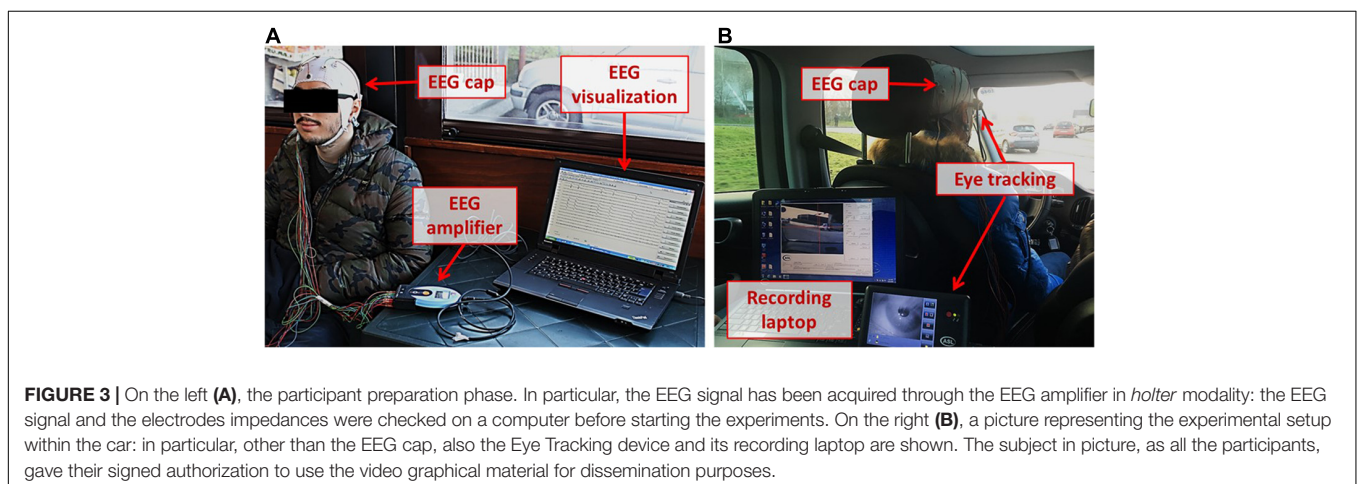 A
B
EEG cap
EEG
visualization
EEG
amplifier
EEG cap
Eye tracking
Recording
laptop
ASL
FIGURE 3 | On the left (A), the participant preparation phase. In particular, the EEG signal has been acquired through the EEG amplifier in holter modality: the EEG
signal and the electrodes impedances were checked on a computer before starting the experiments. On the right (B), a picture representing the experimental setup
within the car: in particular, other than the EEG cap, also the Eye Tracking device and its recording laptop are shown. The subject in picture, as all the participants,
gave their signed authorization to use the video graphical material for dissemination purposes.